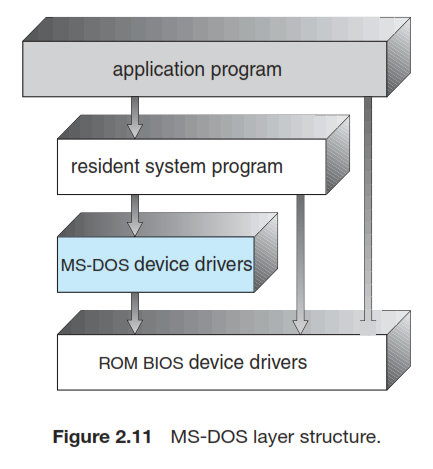 application program
resident system program
MS-DOS device drivers
ROM BIOS device drivers
Figure 2.11 MS-DOS layer structure.